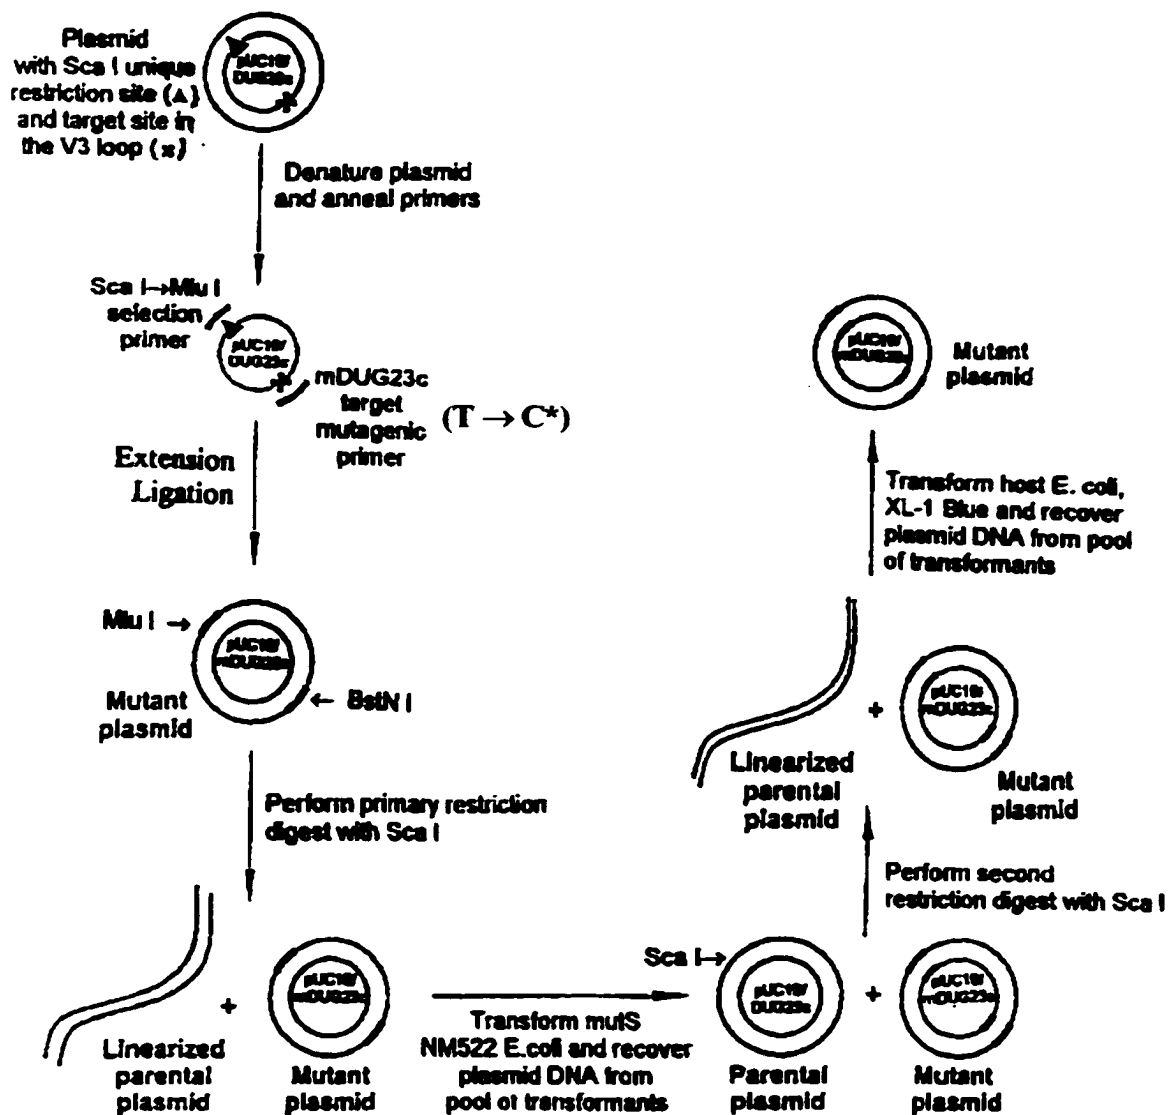 Plasmid
with Sca I unique
restriction site (▲)
and target site in
the V3 loop (x)
Denature plasmid
and anneal primers
Sca I→Mlu I
selection
primer
mDUG23c
target
mutagenic
primer
(T → C*)
Extension
Ligation
Mlu I →
Mutant
plasmid
← BstN I
Perform primary restriction
digest with Sca I
Linearized
parental
plasmid
+
Mutant
plasmid
Transform mutS
NM522 E.coli and recover
plasmid DNA from
pool of transformants
Sca I→
DUG23c
Parental
plasmid
+
mDUG23c
Mutant
plasmid
Perform second
restriction digest with Sca I
Linearized
parental
plasmid
+
mDUG23c
Mutant
plasmid
Transform host E. coli,
XL-1 Blue and recover
plasmid DNA from pool
of transformants
Mutant
plasmid